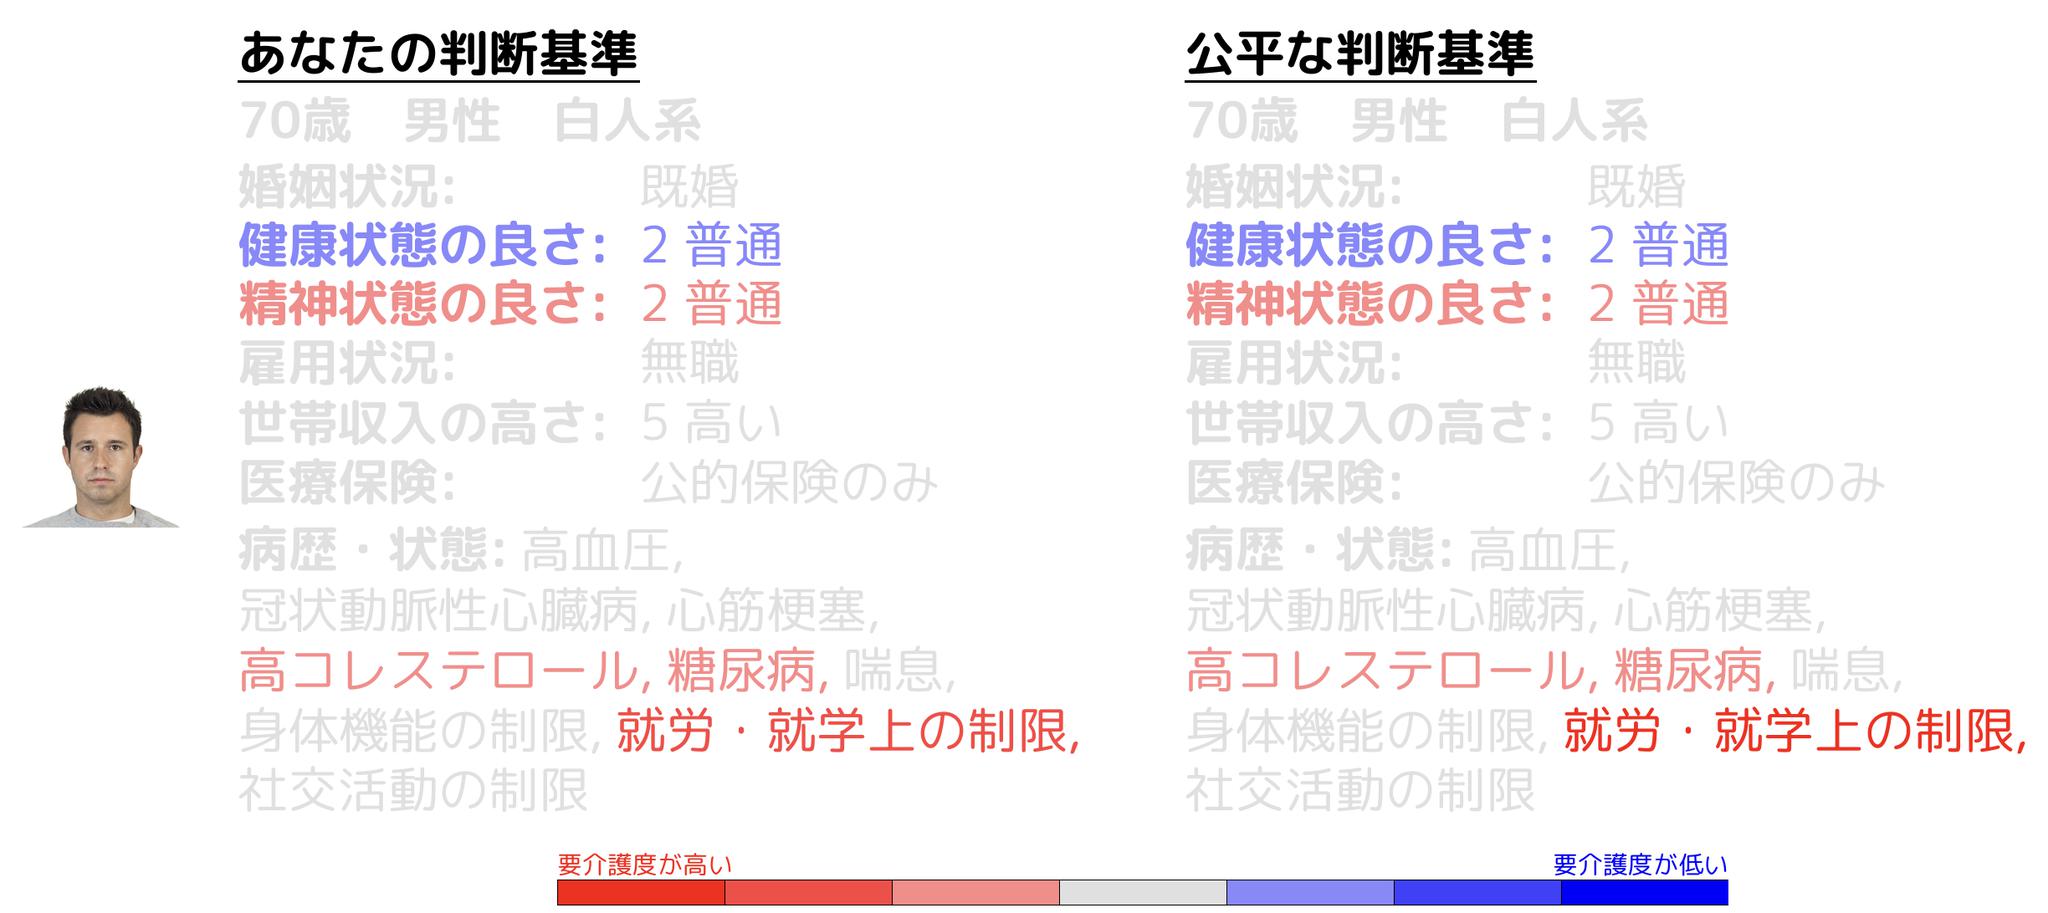 あなたの判断基準
70歳 男性 白人系
婚姻状況: 既婚
健康状態の良さ: 2 普通
精神状態の良さ: 2 普通
雇用状況: 無職
世帯収入の高さ: 5 高い
医療保険: 公的保険のみ
病歴・状態: 高血圧,
冠状動脈性心臓病, 心筋梗塞,
高コレステロール, 糖尿病, 喘息,
身体機能の制限, 就労・就学上の制限,
社交活動の制限
公平な判断基準
70歳 男性 白人系
婚姻状況: 既婚
健康状態の良さ: 2 普通
精神状態の良さ: 2 普通
雇用状況: 無職
世帯収入の高さ: 5 高い
医療保険: 公的保険のみ
病歴・状態: 高血圧,
冠状動脈性心臓病, 心筋梗塞,
高コレステロール, 糖尿病, 喘息,
身体機能の制限, 就労・就学上の制限,
社交活動の制限
要介護度が高い
要介護度が低い